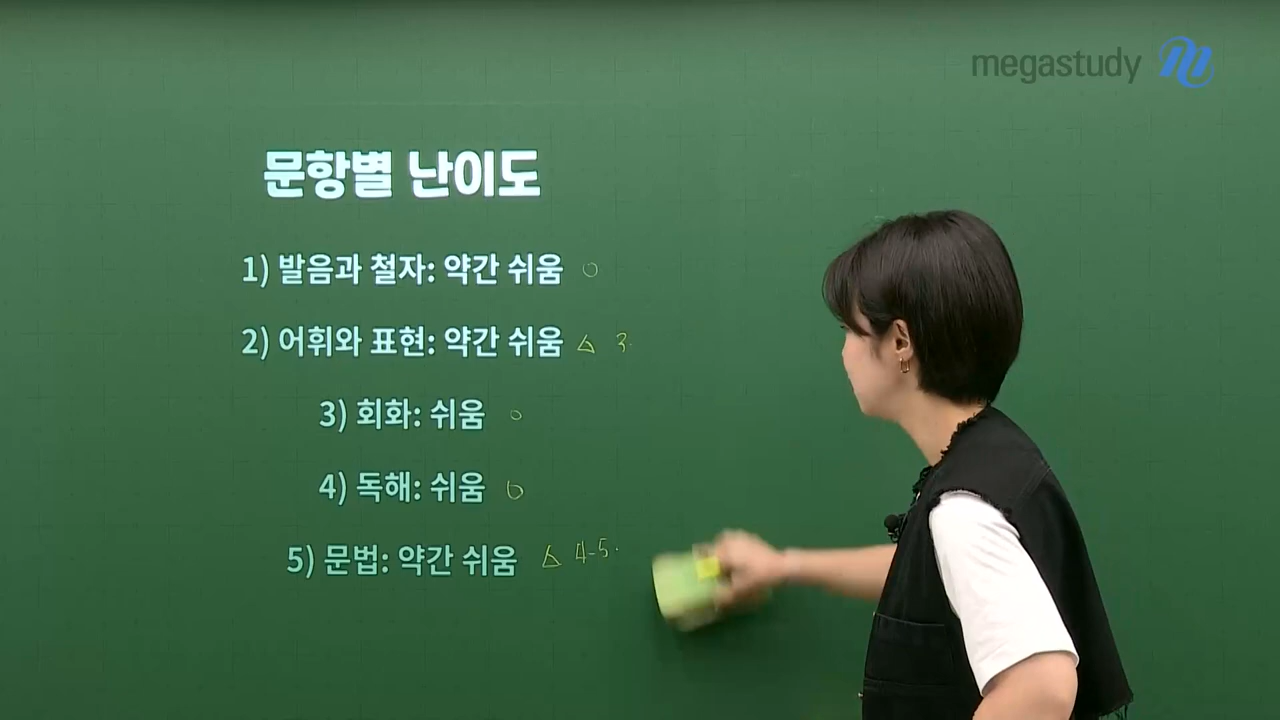 megastudy
문항별 난이도
1) 발음과 철자: 약간 쉬움 ○
2) 어휘와 표현: 약간 쉬움 △ 3.
3) 회화: 쉬움 ○
4) 독해: 쉬움 ○
5) 문법: 약간 쉬움 △ 4-5.